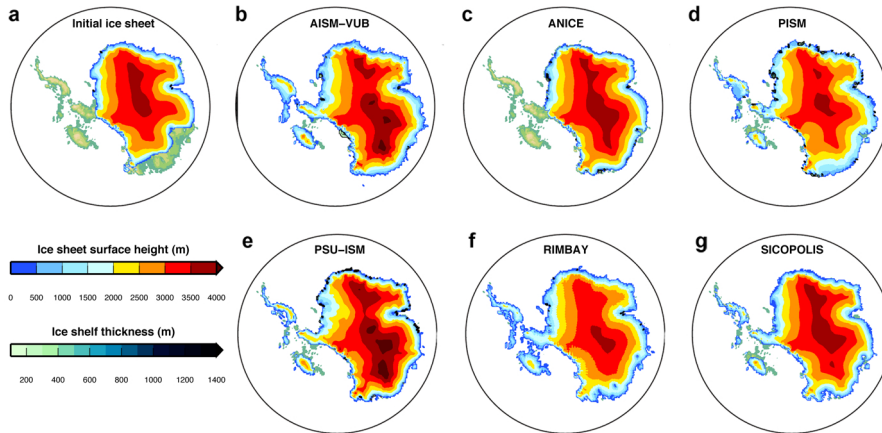 a
Initial ice sheet
b
AISM–VUB
c
ANICE
d
PISM
Ice sheet surface height (m)
0 500 1000 1500 2000 2500 3000 3500 4000
Ice shelf thickness (m)
200 400 600 800 1000 1200 1400
e
PSU–ISM
f
RIMBAY
g
SICOPOLIS